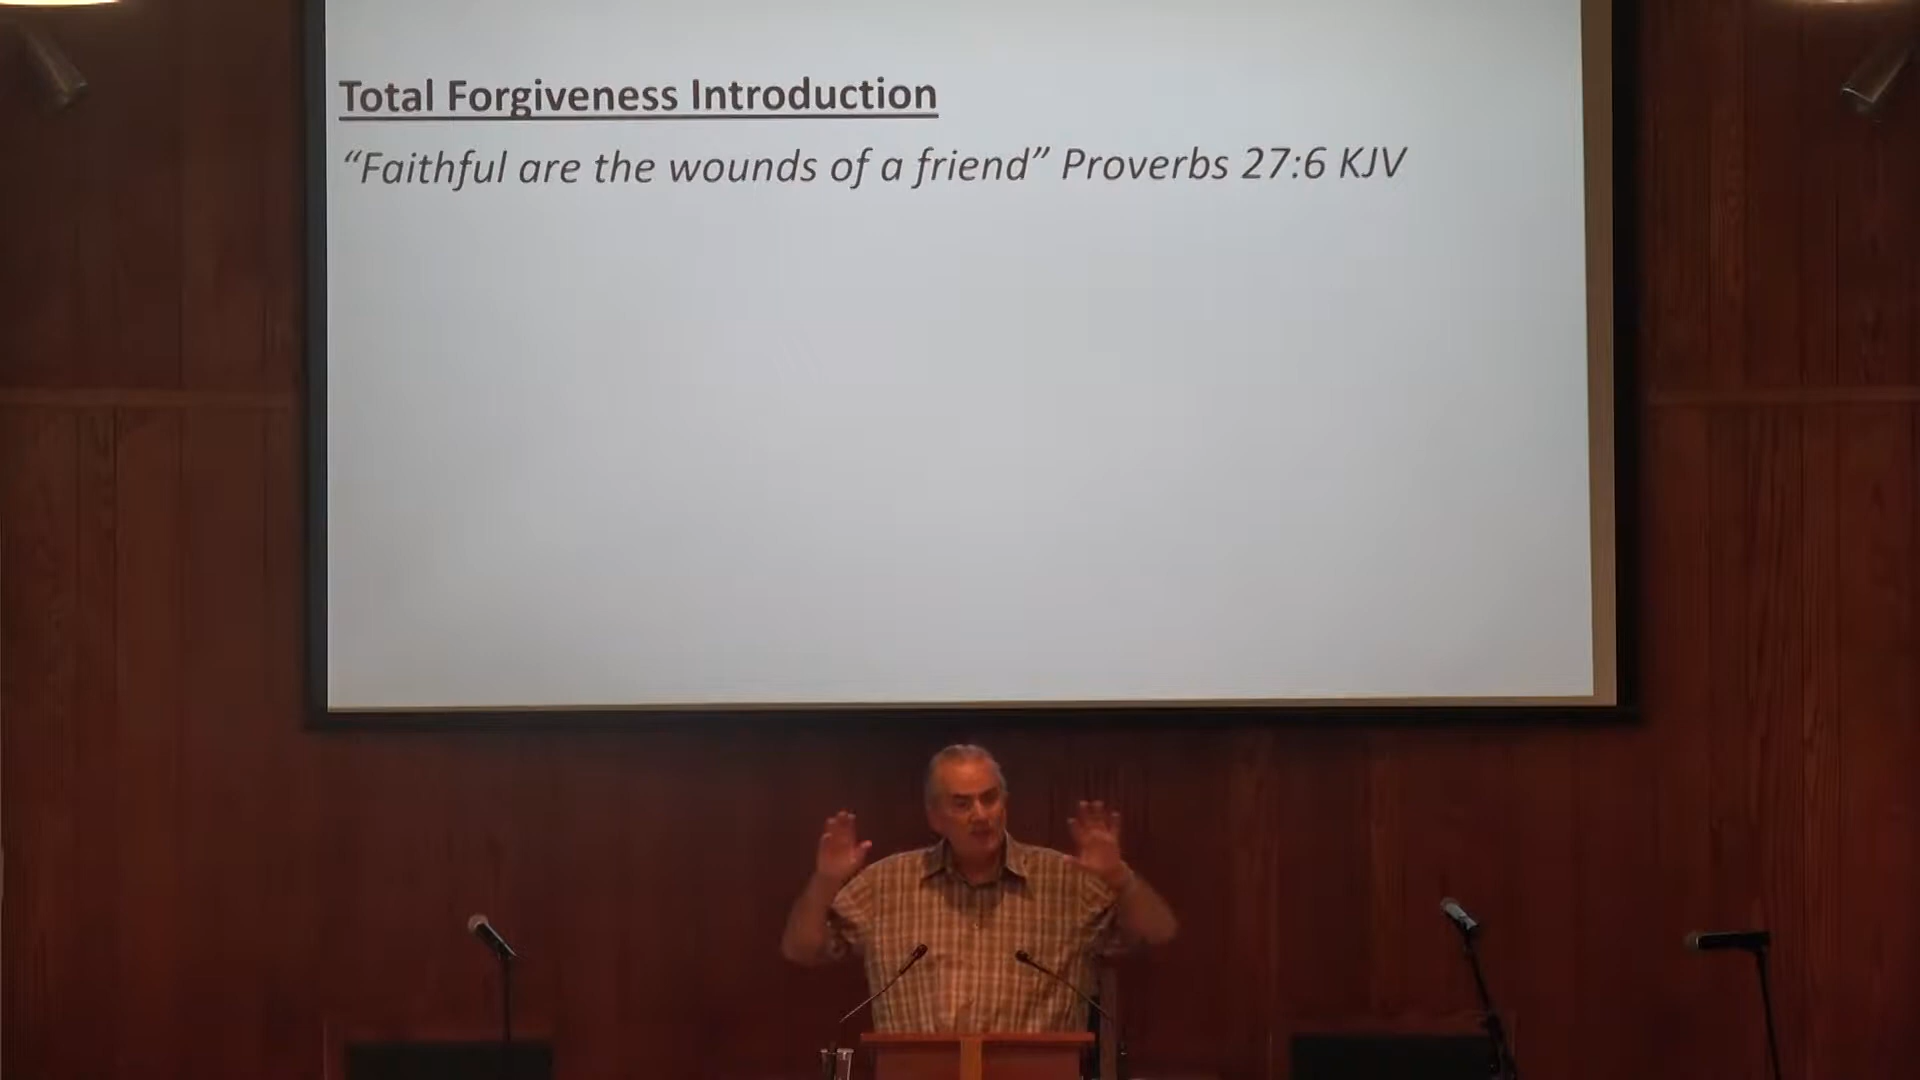 Total Forgiveness Introduction
“Faithful are the wounds of a friend” Proverbs 27:6 KJV